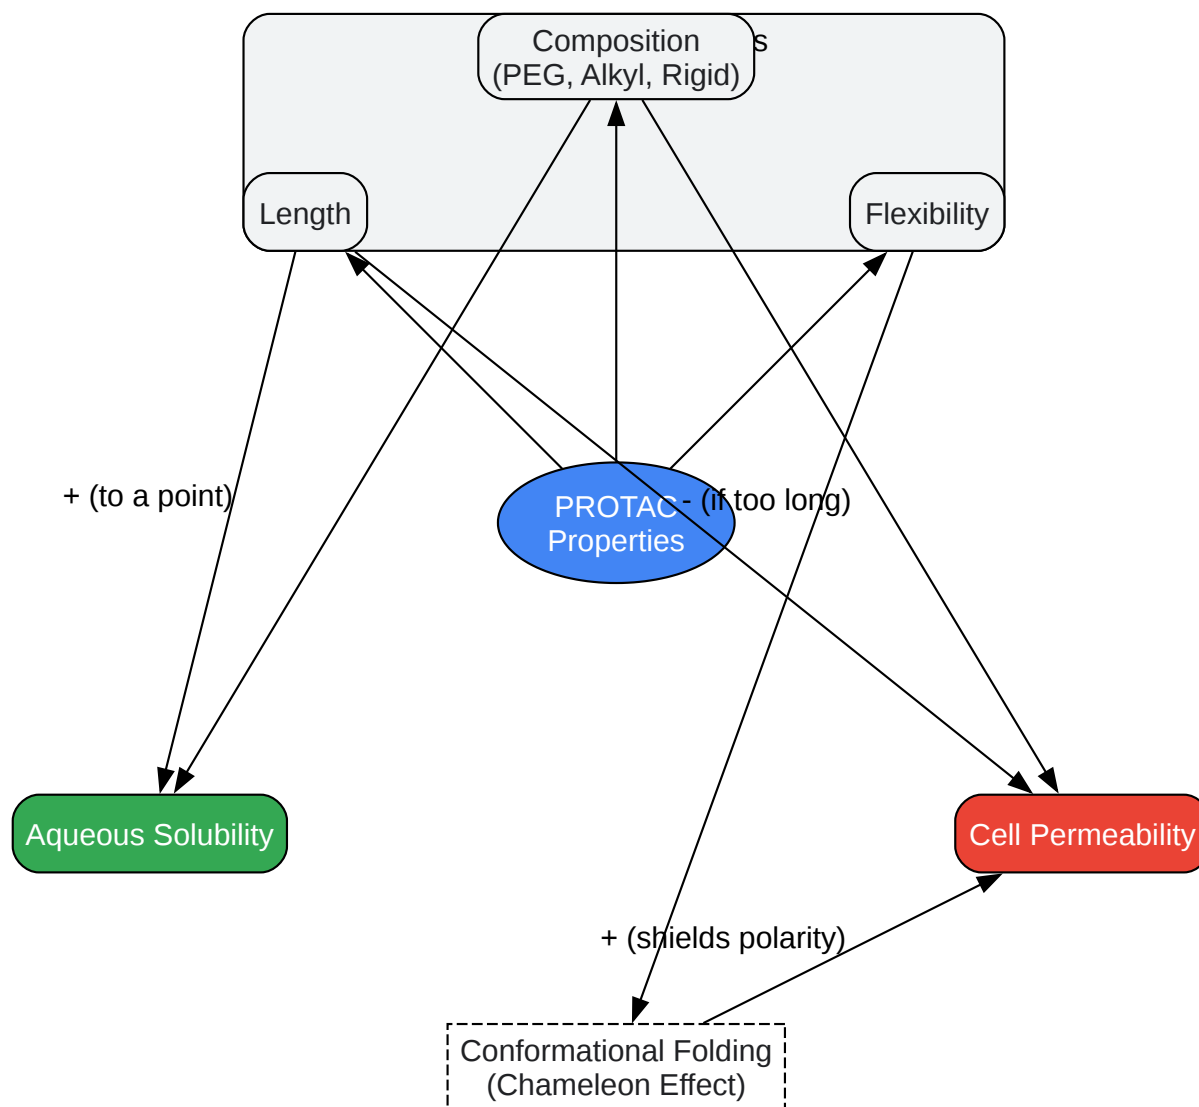 Composition
(PEG, Alkyl, Rigid)
s
Length
Flexibility
+ (to a point)
PROTAC
Properties
- (if too long)
Aqueous Solubility
Cell Permeability
+ (shields polarity)
Conformational Folding
(Chameleon Effect)